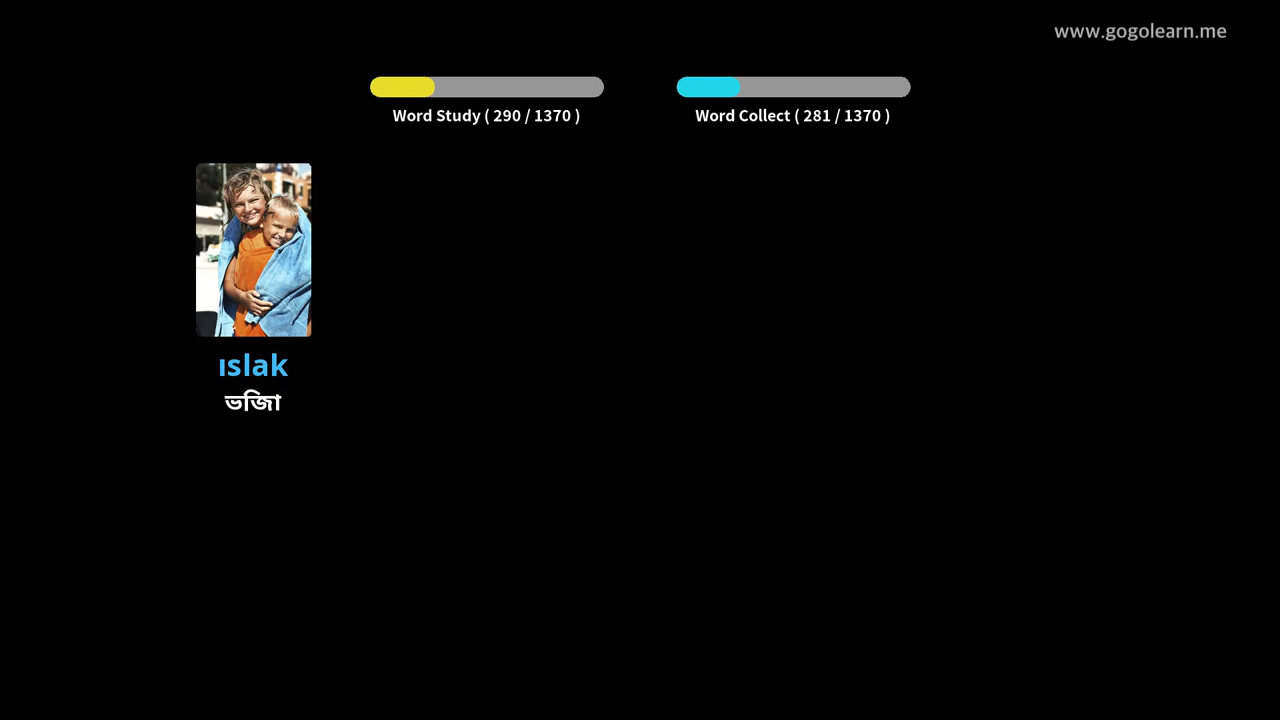 www.gogolearn.me
Word Study ( 290 / 1370 )
Word Collect ( 281 / 1370 )
ıslak
ভেজা